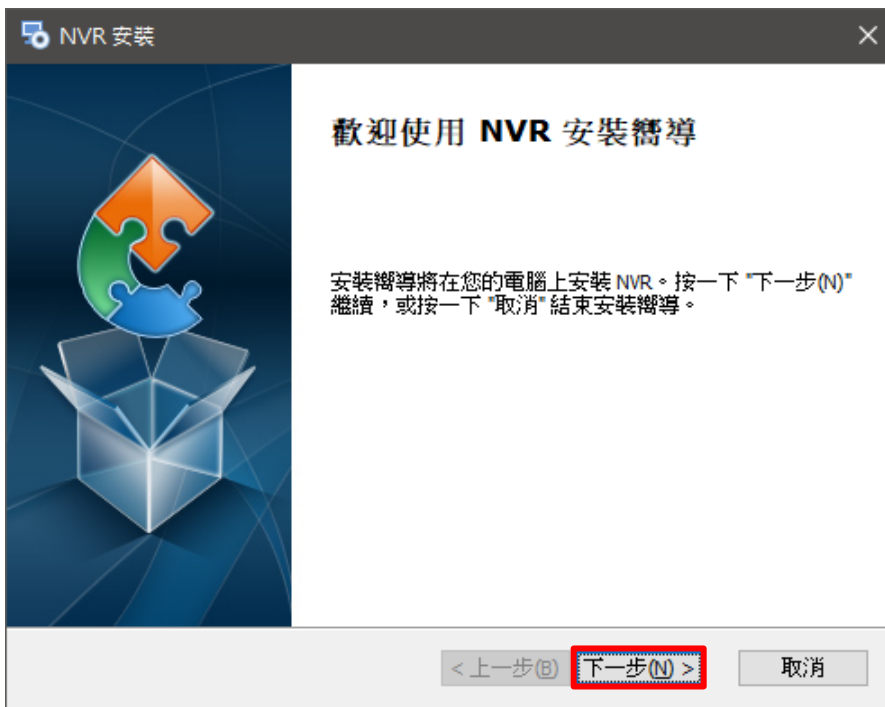 NVR 安裝
歡迎使用 NVR 安裝嚮導
安裝嚮導將在您的電腦上安裝 NVR。按一下 "下一步(N)"
繼續，或按一下 "取消" 結束安裝嚮導。
< 上一步(B) 下一步(N) > 取消